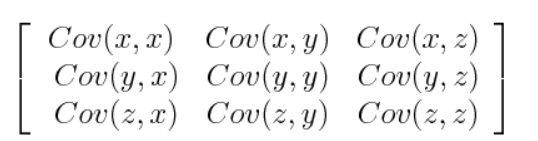 Cov(x, x) Cov(x, y) Cov(x, z)
Cov(y, x) Cov(y, y) Cov(y, z)
Cov(z, x) Cov(z, y) Cov(z, z)